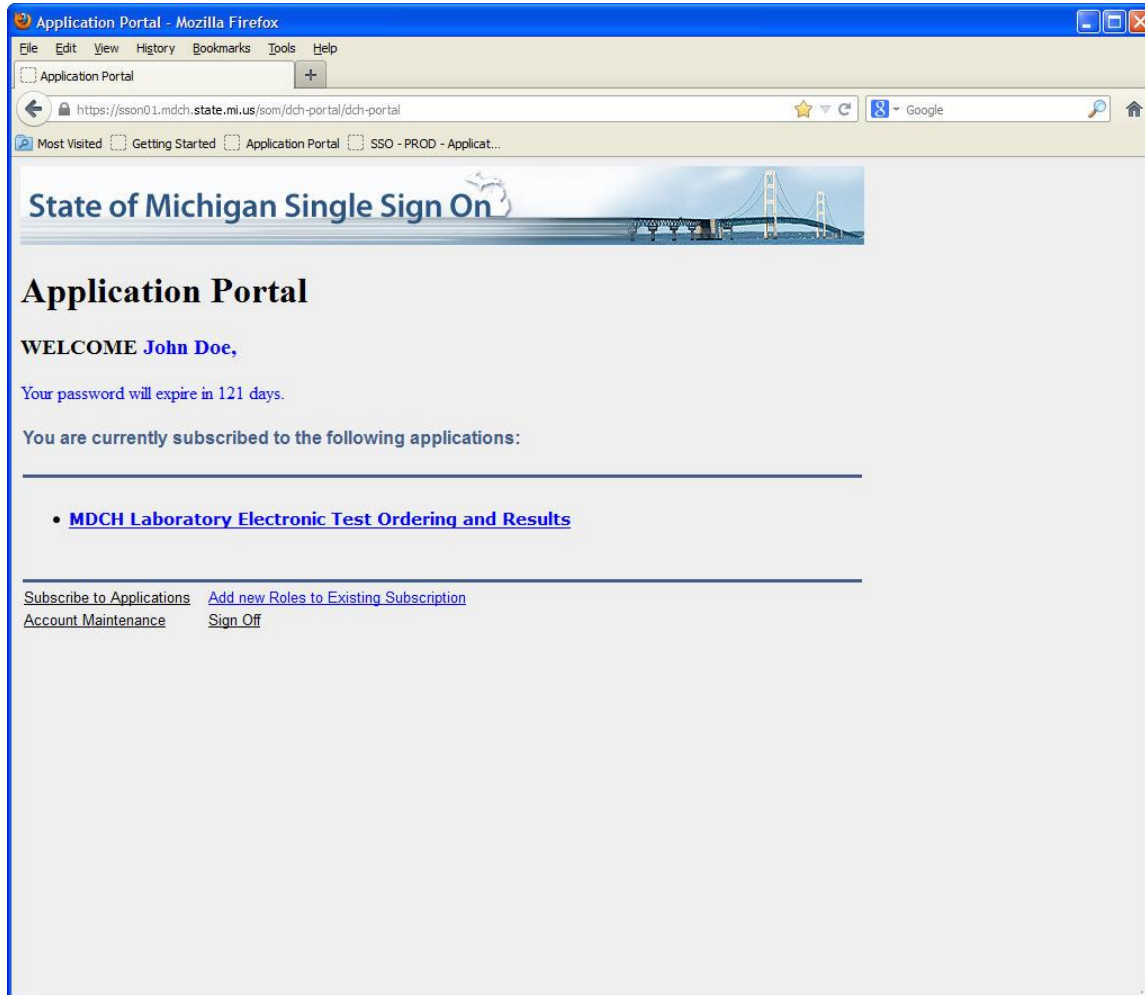 Application Portal - Mozilla Firefox
File Edit View History Bookmarks Tools Help
Application Portal +
https://sson01.mdch.state.mi.us/som/dch-portal/dch-portal 8 Google
Most Visited Getting Started Application Portal SSO - PROD - Applicat...
State of Michigan Single Sign On
Application Portal
WELCOME John Doe,
Your password will expire in 121 days.
You are currently subscribed to the following applications:
• MDCH Laboratory Electronic Test Ordering and Results
Subscribe to Applications Add new Roles to Existing Subscription
Account Maintenance Sign Off